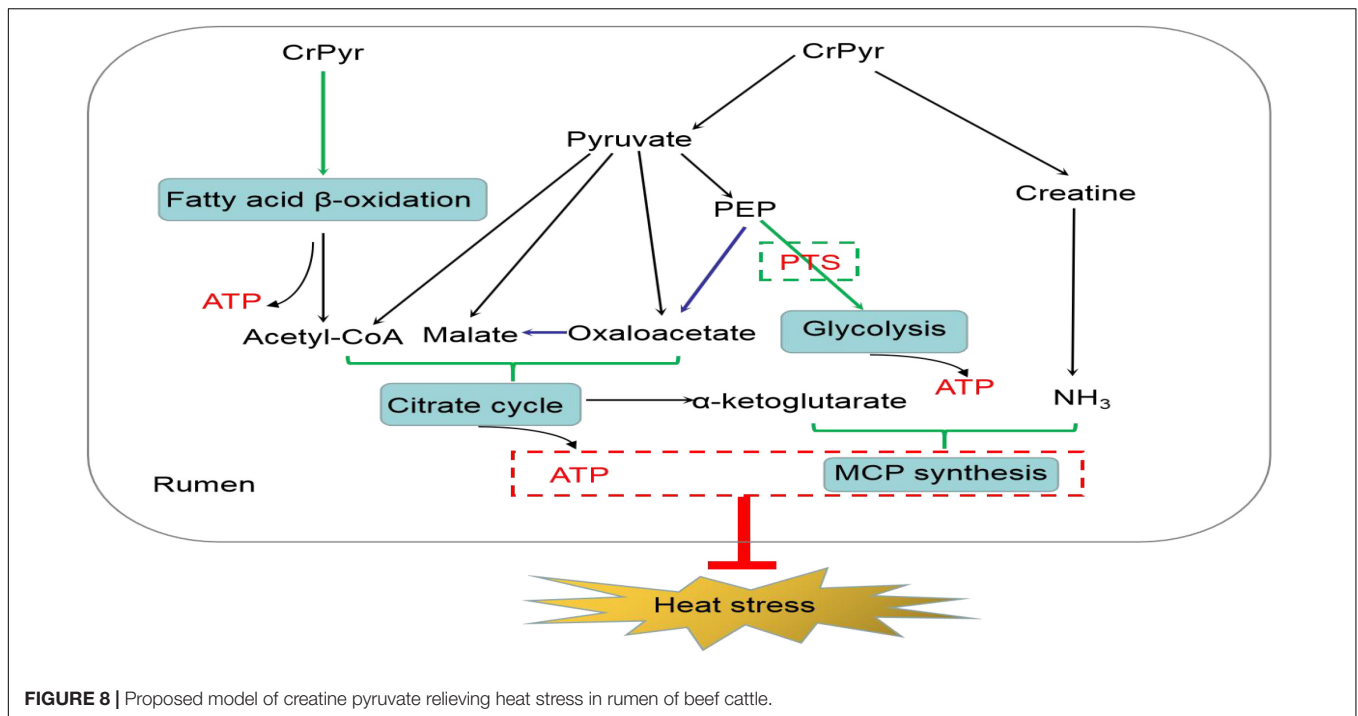 CrPyr
CrPyr
Pyruvate
Fatty acid β-oxidation
PEP
Creatine
PTS
ATP
Acetyl-CoA
Malate
Oxaloacetate
Glycolysis
Citrate cycle
α-ketoglutarate
ATP
NH₃
ATP
MCP synthesis
Rumen
Heat stress
FIGURE 8 | Proposed model of creatine pyruvate relieving heat stress in rumen of beef cattle.